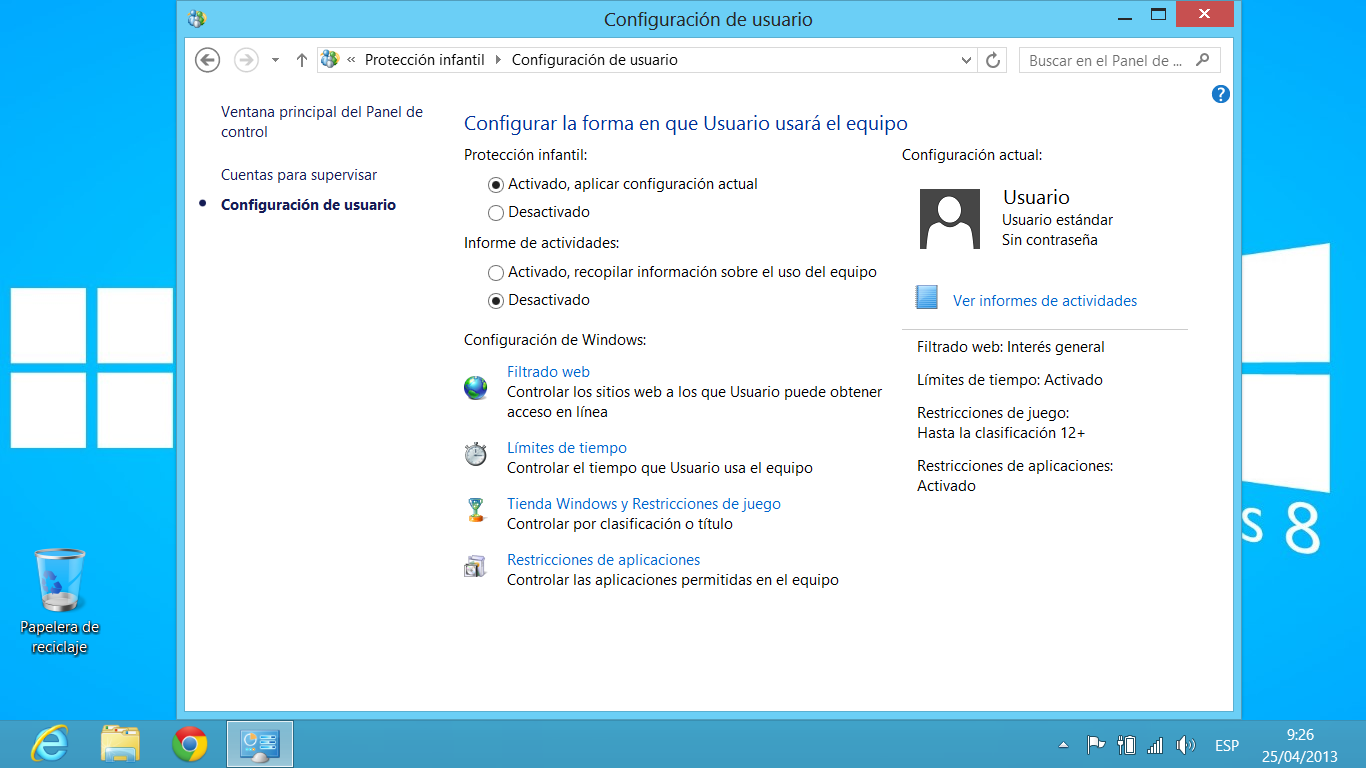 Configuración de usuario
« Protección infantil Configuración de usuario
Buscar en el Panel de ...
Ventana principal del Panel de
control
Cuentas para supervisar
Configuración de usuario
Configurar la forma en que Usuario usará el equipo
Protección infantil:
Activado, aplicar configuración actual
Desactivado
Informe de actividades:
Activado, recopilar información sobre el uso del equipo
Desactivado
Configuración de Windows:
Filtrado web
Controlar los sitios web a los que Usuario puede obtener
acceso en línea
Límites de tiempo
Controlar el tiempo que Usuario usa el equipo
Tienda Windows y Restricciones de juego
Controlar por clasificación o título
Restricciones de aplicaciones
Controlar las aplicaciones permitidas en el equipo
Configuración actual:
Usuario
Usuario estándar
Sin contraseña
Ver informes de actividades
Filtrado web: Interés general
Límites de tiempo: Activado
Restricciones de juego:
Hasta la clasificación 12+
Restricciones de aplicaciones:
Activado
s 8
Papelera de
reciclaje
ESP
9:26
25/04/2013